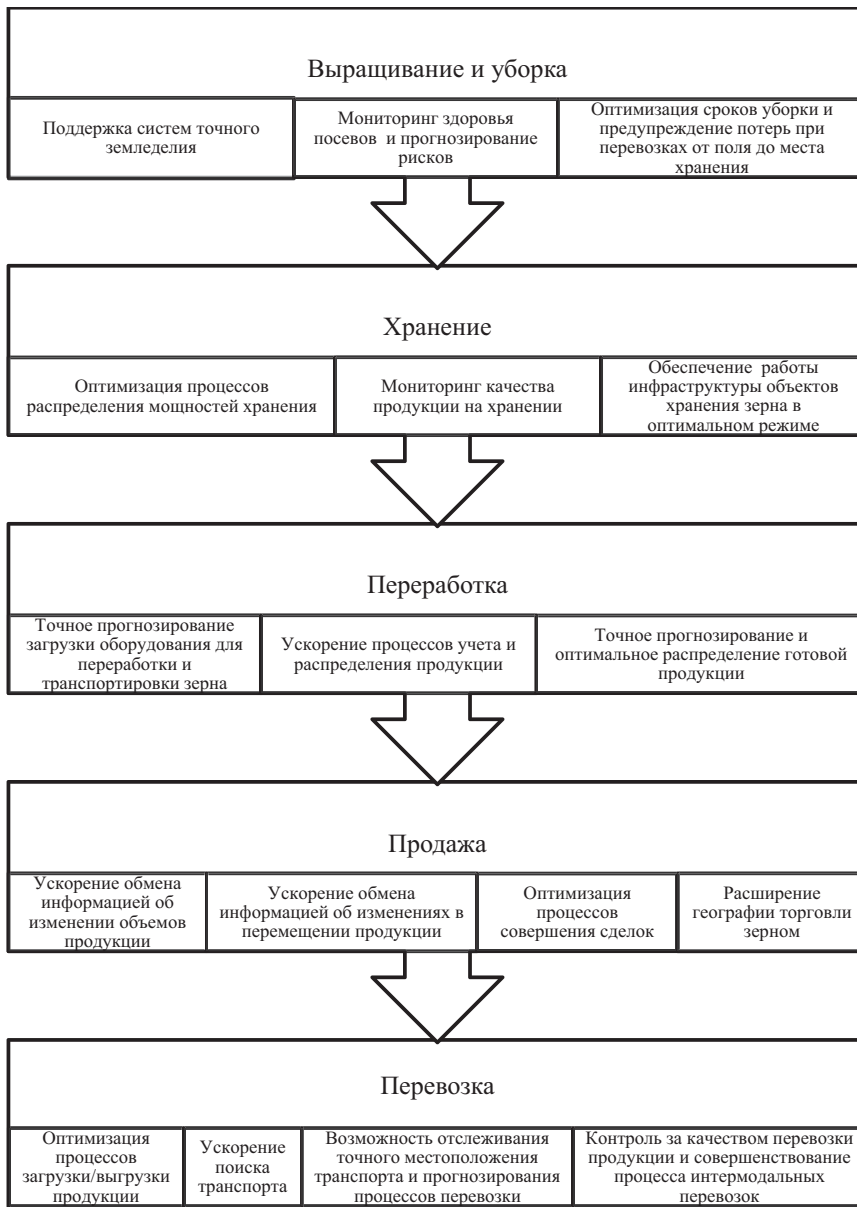 Выращивание и уборка
Поддержка систем точного
земледелия
Мониторинг здоровья
посевов и прогнозирование
рисков
Оптимизация сроков уборки и
предупреждение потерь при
перевозках от поля до места
хранения
Хранение
Оптимизация процессов
распределения мощностей хранения
Мониторинг качества
продукции на хранении
Обеспечение работы
инфраструктуры объектов
хранения зерна в
оптимальном режиме
Переработка
Точное прогнозирование
загрузки оборудования для
переработки и
транспортировки зерна
Ускорение процессов учета и
распределения продукции
Точное прогнозирование и
оптимальное распределение готовой
продукции
Продажа
Ускорение обмена
информацией об
изменении объемов
продукции
Ускорение обмена
информацией об изменениях в
перемещении продукции
Оптимизация
процессов
совершения сделок
Расширение
географии торговли
зерном
Перевозка
Оптимизация
процессов
загрузки/выгрузки
продукции
Ускорение
поиска
транспорта
Возможность отслеживания
точного местоположения
транспорта и прогнозирования
процессов перевозки
Контроль за качеством перевозки
продукции и совершенствование
процесса интермодальных
перевозок